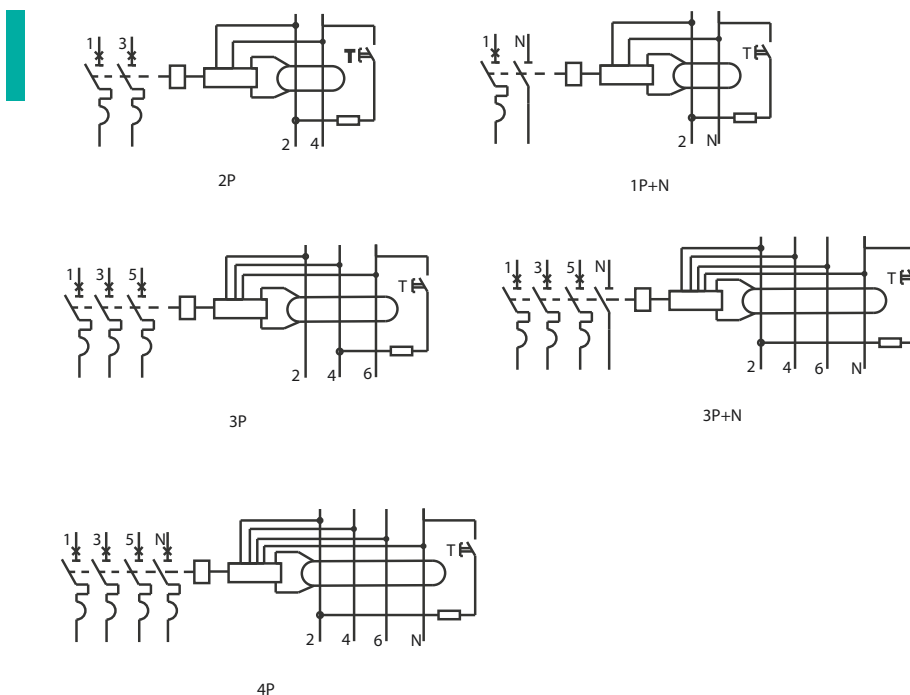 1 3 T
2 4
2P
1 N T
2 N
1P+N
1 3 5 T
2 4 6
3P
1 3 5 N T
2 4 6 N
3P+N
1 3 5 N T
2 4 6 N
4P